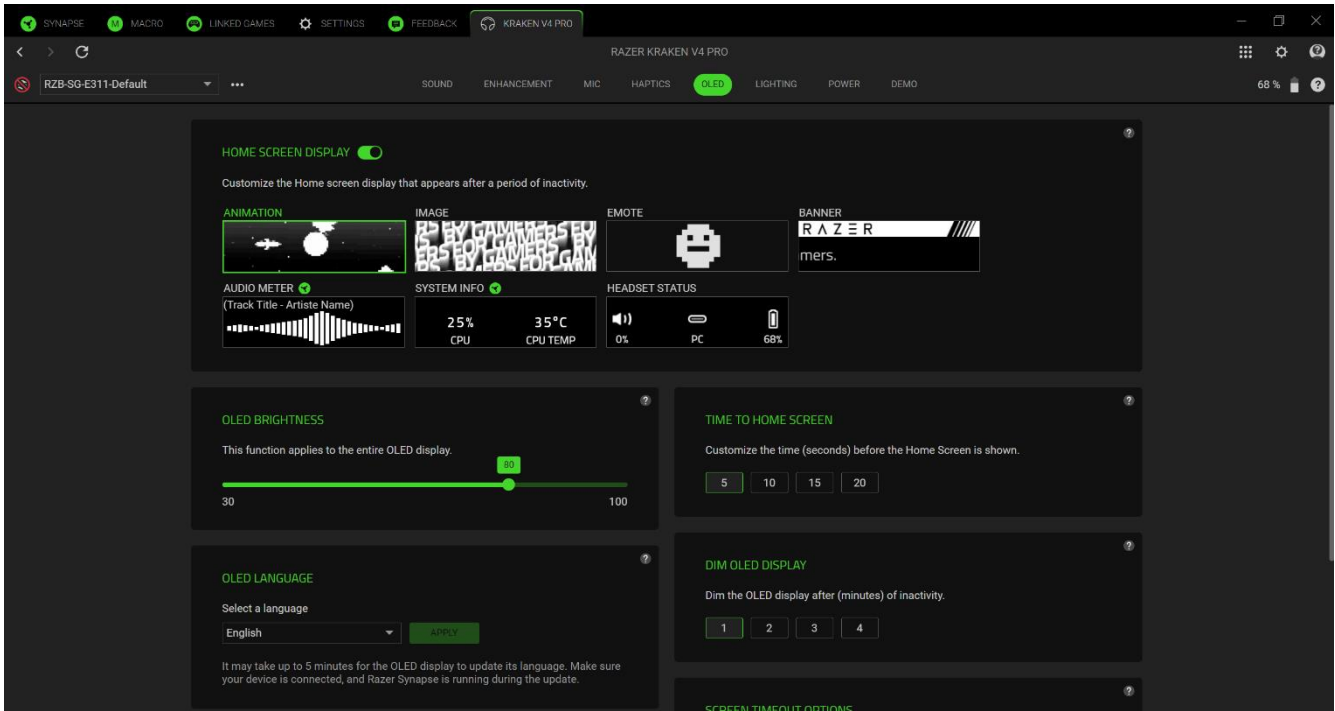 SYNAPSE MACRO LINKED GAMES SETTINGS FEEDBACK KRAKEN V4 PRO
RAZER KRAKEN V4 PRO
RZB-SG-E311-Default SOUND ENHANCEMENT MIC HAPTICS OLED LIGHTING POWER DEMO 68 %
HOME SCREEN DISPLAY
Customize the Home screen display that appears after a period of inactivity.
ANIMATION IMAGE EMOTE BANNER
FOR GAMERS BY GAMERS
RAZER
mers.
AUDIO METER SYSTEM INFO HEADSET STATUS
(Track Title - Artiste Name)
25% 35°C
CPU CPU TEMP
0% PC 68%
OLED BRIGHTNESS
This function applies to the entire OLED display.
80
30 100
TIME TO HOME SCREEN
Customize the time (seconds) before the Home Screen is shown.
5 10 15 20
OLED LANGUAGE
Select a language
English APPLY
It may take up to 5 minutes for the OLED display to update its language. Make sure
your device is connected, and Razer Synapse is running during the update.
DIM OLED DISPLAY
Dim the OLED display after (minutes) of inactivity.
1 2 3 4
SCREEN TIMEOUT OPTIONS